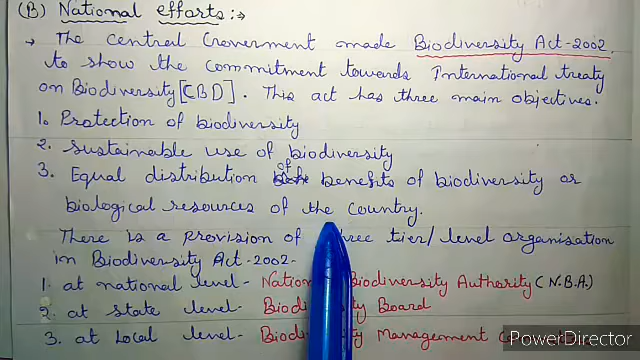 (B) National efforts :→
→ The central Government made Biodiversity Act-2002.
to show the commitment towards International treaty
on Biodiversity [CBD]. This act has three main objectives.
1. Protection of biodiversity
2. Sustainable use of biodiversity
of
3. Equal distribution benefits of biodiversity or
biological resources of the country.
There is a provision of tier/level organisation
in Biodiversity Act-2002-
1. at national level- Biodiversity Authority (N.B.A.)
2. at state level- Board
3. at Local level- Management
PowerDirector